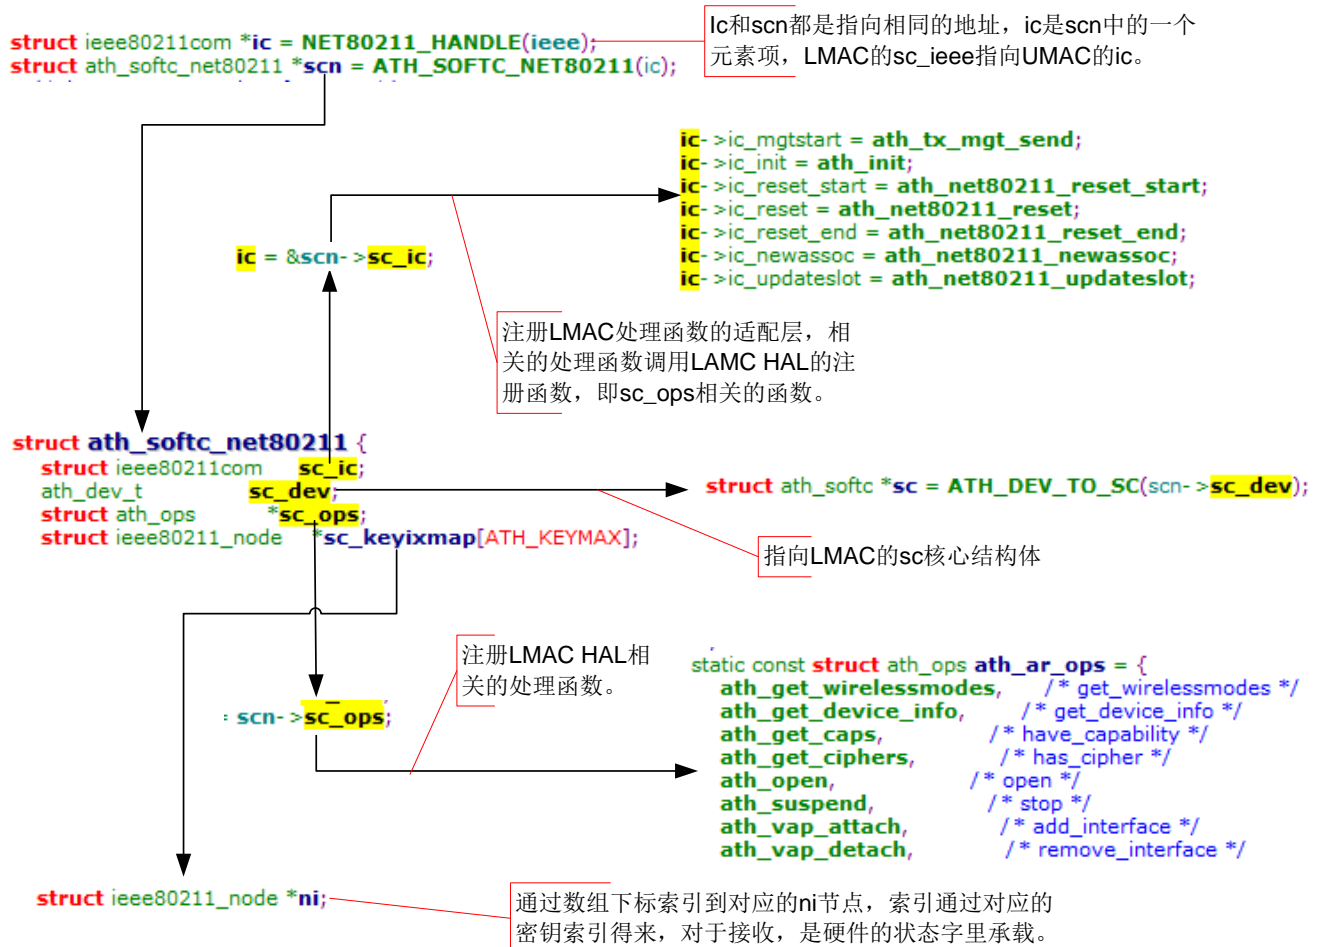 struct ieee80211com *ic = NET80211_HANDLE(ieee);
struct ath_softc_net80211 *scn = ATH_SOFTC_NET80211(ic);
Ic和scn都是指向相同的地址，ic是scn中的一个
元素项，LMAC的sc_ieee指向UMAC的ic。
ic->ic_mgtstart = ath_tx_mgt_send;
ic->ic_init = ath_init;
ic->ic_reset_start = ath_net80211_reset_start;
ic->ic_reset = ath_net80211_reset;
ic->ic_reset_end = ath_net80211_reset_end;
ic->ic_newassoc = ath_net80211_newassoc;
ic->ic_updateslot = ath_net80211_updateslot;
ic = &scn->sc_ic;
注册LMAC处理函数的适配层，相
关的处理函数调用LAMC HAL的注
册函数，即sc_ops相关的函数。
struct ath_softc_net80211 {
struct ieee80211com sc_ic;
ath_dev_t sc_dev;
struct ath_ops *sc_ops;
struct ieee80211_node *sc_keyixmap[ATH_KEYMAX];
struct ath_softc *sc = ATH_DEV_TO_SC(scn->sc_dev);
指向LMAC的sc核心结构体
注册LMAC HAL相
关的处理函数。
= scn->sc_ops;
static const struct ath_ops ath_ar_ops = {
ath_get_wirelessmodes, /* get_wirelessmodes */
ath_get_device_info, /* get_device_info */
ath_get_caps, /* have_capability */
ath_get_ciphers, /* has_cipher */
ath_open, /* open */
ath_suspend, /* stop */
ath_vap_attach, /* add_interface */
ath_vap_detach, /* remove_interface */
struct ieee80211_node *ni;
通过数组下标索引到对应的ni节点，索引通过对应的
密钥索引得来，对于接收，是硬件的状态字里承载。